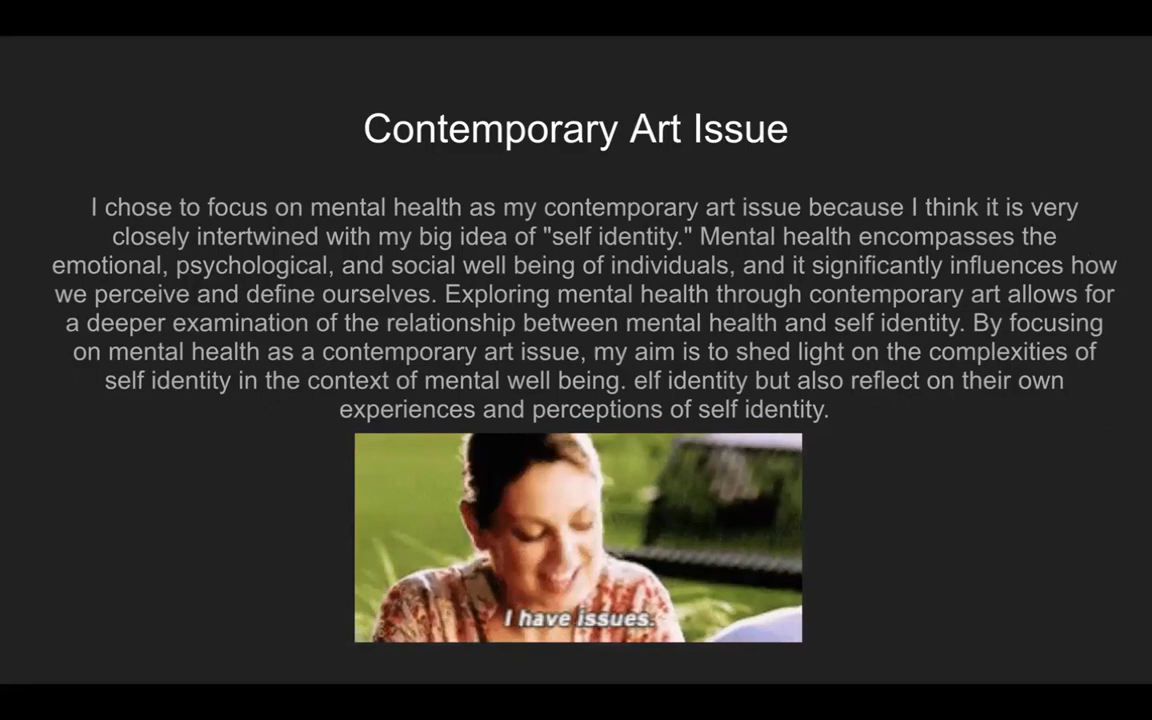 Contemporary Art Issue
I chose to focus on mental health as my contemporary art issue because I think it is very
closely intertwined with my big idea of "self identity." Mental health encompasses the
emotional, psychological, and social well being of individuals, and it significantly influences how
we perceive and define ourselves. Exploring mental health through contemporary art allows for
a deeper examination of the relationship between mental health and self identity. By focusing
on mental health as a contemporary art issue, my aim is to shed light on the complexities of
self identity in the context of mental well being. elf identity but also reflect on their own
experiences and perceptions of self identity.
I have issues.